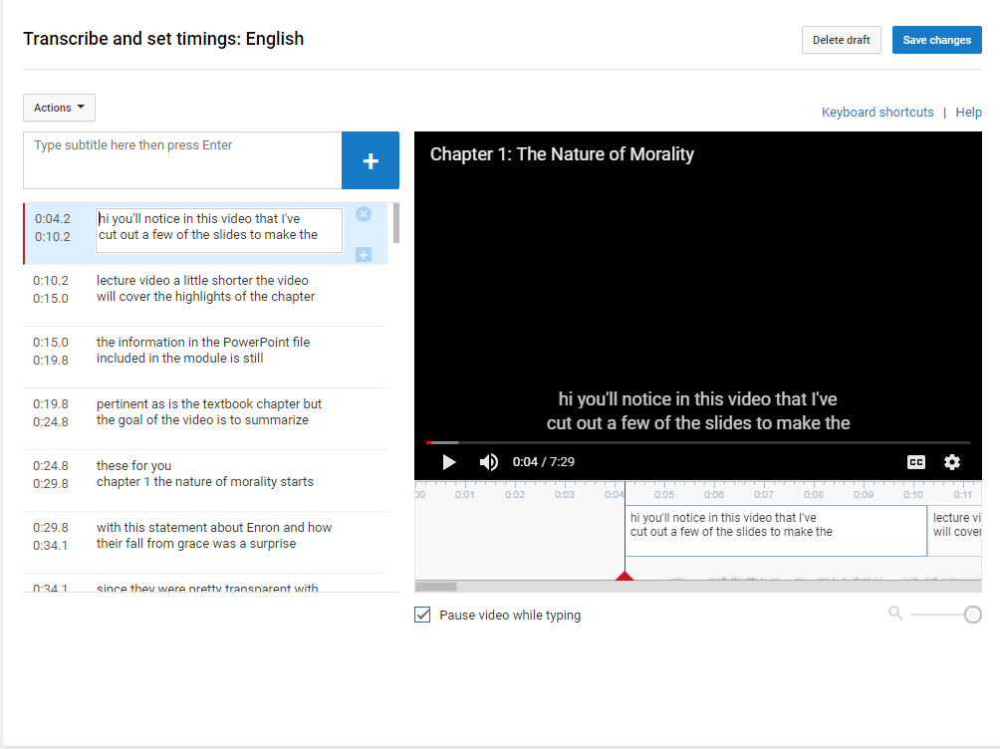 Transcribe and set timings: English
Delete draft
Save changes
Actions
Keyboard shortcuts | Help
Type subtitle here then press Enter
+
0:04.2
0:10.2
hi you'll notice in this video that I've
cut out a few of the slides to make the
0:10.2
0:15.0
lecture video a little shorter the video
will cover the highlights of the chapter
0:15.0
0:19.8
the information in the PowerPoint file
included in the module is still
0:19.8
0:24.8
pertinent as is the textbook chapter but
the goal of the video is to summarize
0:24.8
0:29.8
these for you
chapter 1 the nature of morality starts
0:29.8
0:34.1
with this statement about Enron and how
their fall from grace was a surprise
0:34.1
since they were pretty transparent with
Chapter 1: The Nature of Morality
hi you'll notice in this video that I've
cut out a few of the slides to make the
0:04 / 7:29
CC
00 0:01 0:02 0:03 0:04 0:05 0:06 0:07 0:08 0:09 0:10 0:11
hi you'll notice in this video that I've
cut out a few of the slides to make the
lecture vi
will cover
Pause video while typing